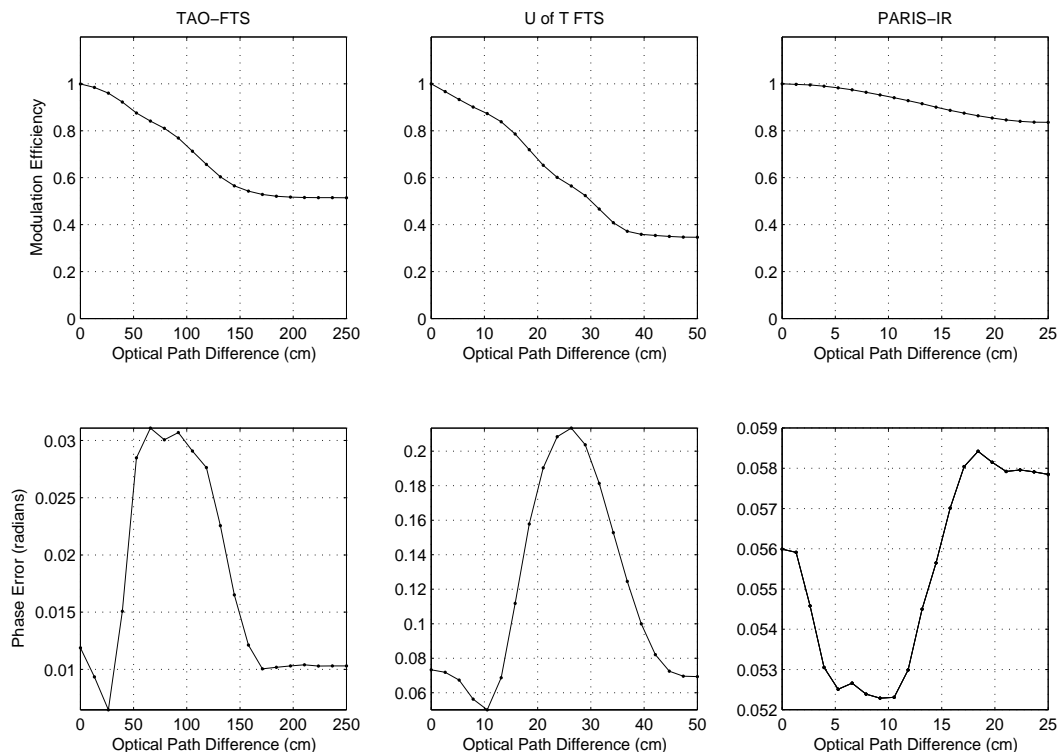 TAO−FTS
U of T FTS
PARIS−IR
Modulation Efficiency
1
0.8
0.6
0.4
0.2
0
0 50 100 150 200 250
Optical Path Difference (cm)
1
0.8
0.6
0.4
0.2
0
0 10 20 30 40 50
Optical Path Difference (cm)
1
0.8
0.6
0.4
0.2
0
0 5 10 15 20 25
Optical Path Difference (cm)
Phase Error (radians)
0.03
0.025
0.02
0.015
0.01
0 50 100 150 200 250
Optical Path Difference (cm)
0.2
0.18
0.16
0.14
0.12
0.1
0.08
0.06
0 10 20 30 40 50
Optical Path Difference (cm)
0.059
0.058
0.057
0.056
0.055
0.054
0.053
0.052
0 5 10 15 20 25
Optical Path Difference (cm)